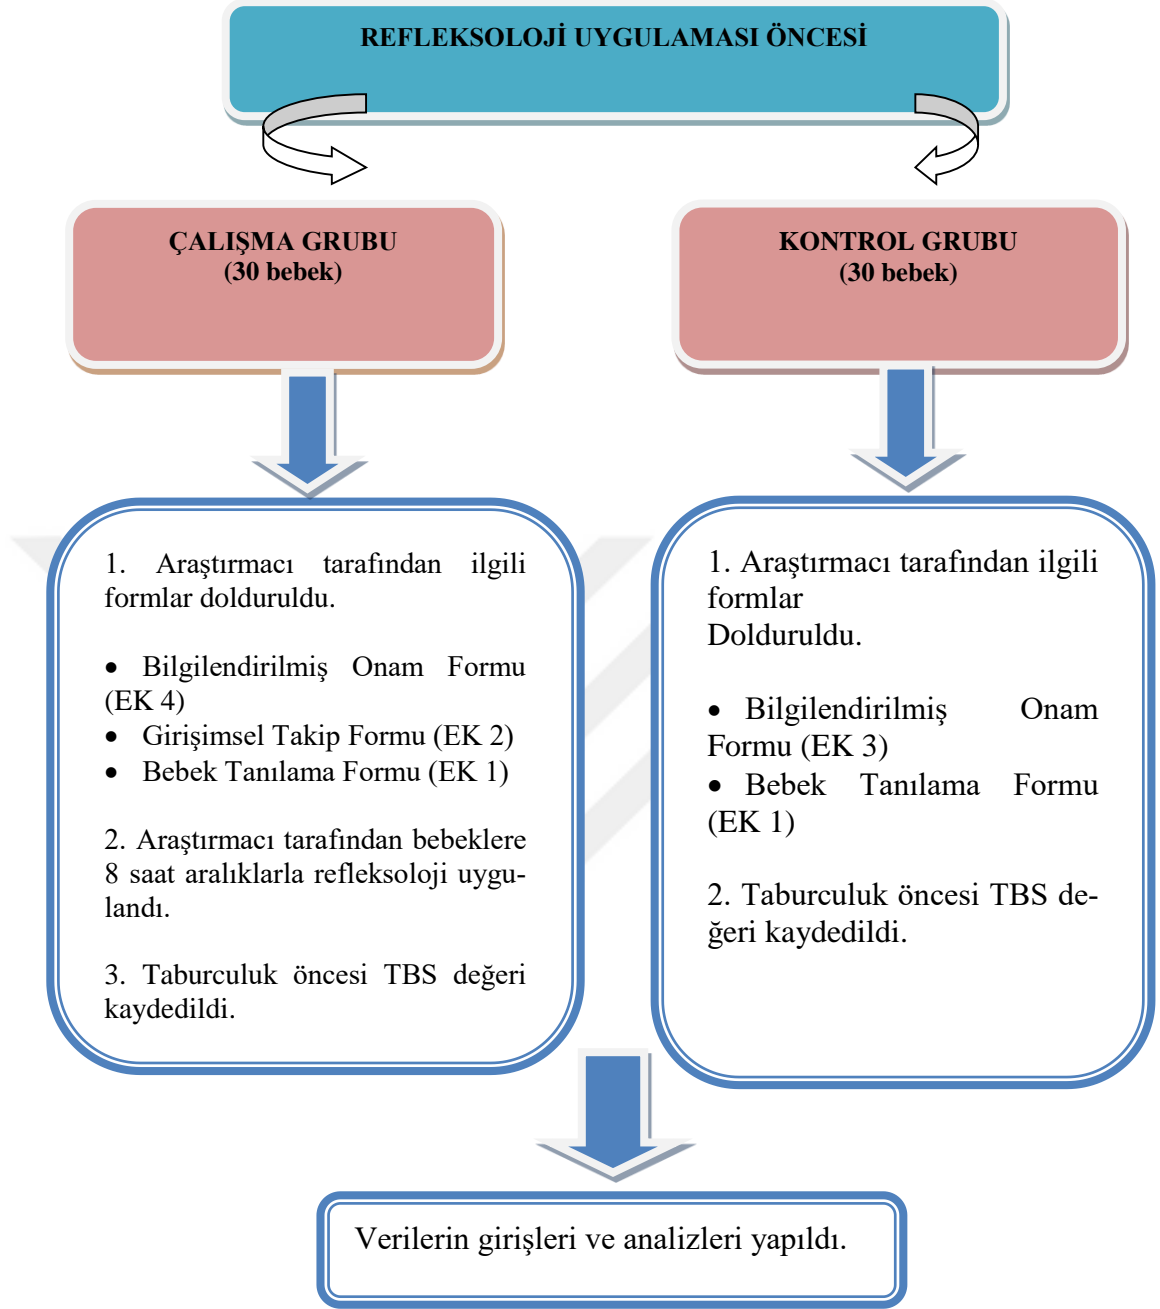 REFLEKSOLOJİ UYGULAMASI ÖNCESİ
ÇALIŞMA GRUBU
(30 bebek)
KONTROL GRUBU
(30 bebek)
1. Araştırmacı tarafından ilgili
formlar dolduruldu.
• Bilgilendirilmiş Onam Formu
(EK 4)
• Girişimsel Takip Formu (EK 2)
• Bebek Tanılama Formu (EK 1)
2. Araştırmacı tarafından bebeklere
8 saat aralıklarla refleksoloji uygu-
landı.
3. Taburculuk öncesi TBS değeri
kaydedildi.
1. Araştırmacı tarafından ilgili
formlar
Dolduruldu.
• Bilgilendirilmiş Onam
Formu (EK 3)
• Bebek Tanılama Formu
(EK 1)
2. Taburculuk öncesi TBS de-
ğeri kaydedildi.
Verilerin girişleri ve analizleri yapıldı.